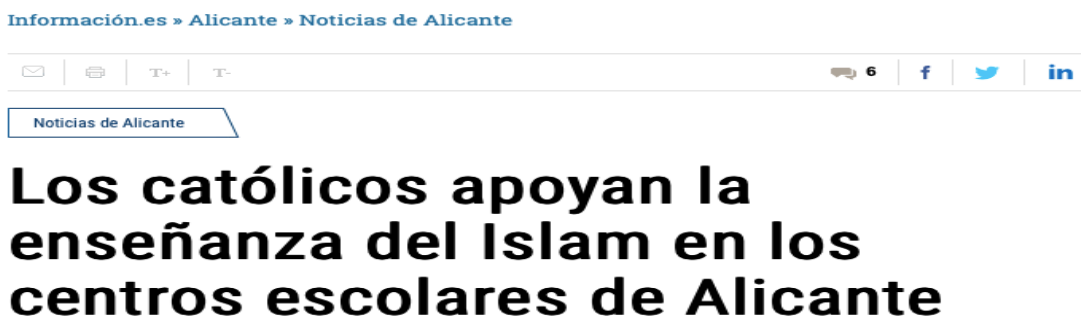 Información.es » Alicante » Noticias de Alicante
T+ T- 6 f in
Noticias de Alicante
Los católicos apoyan la
enseñanza del Islam en los
centros escolares de Alicante